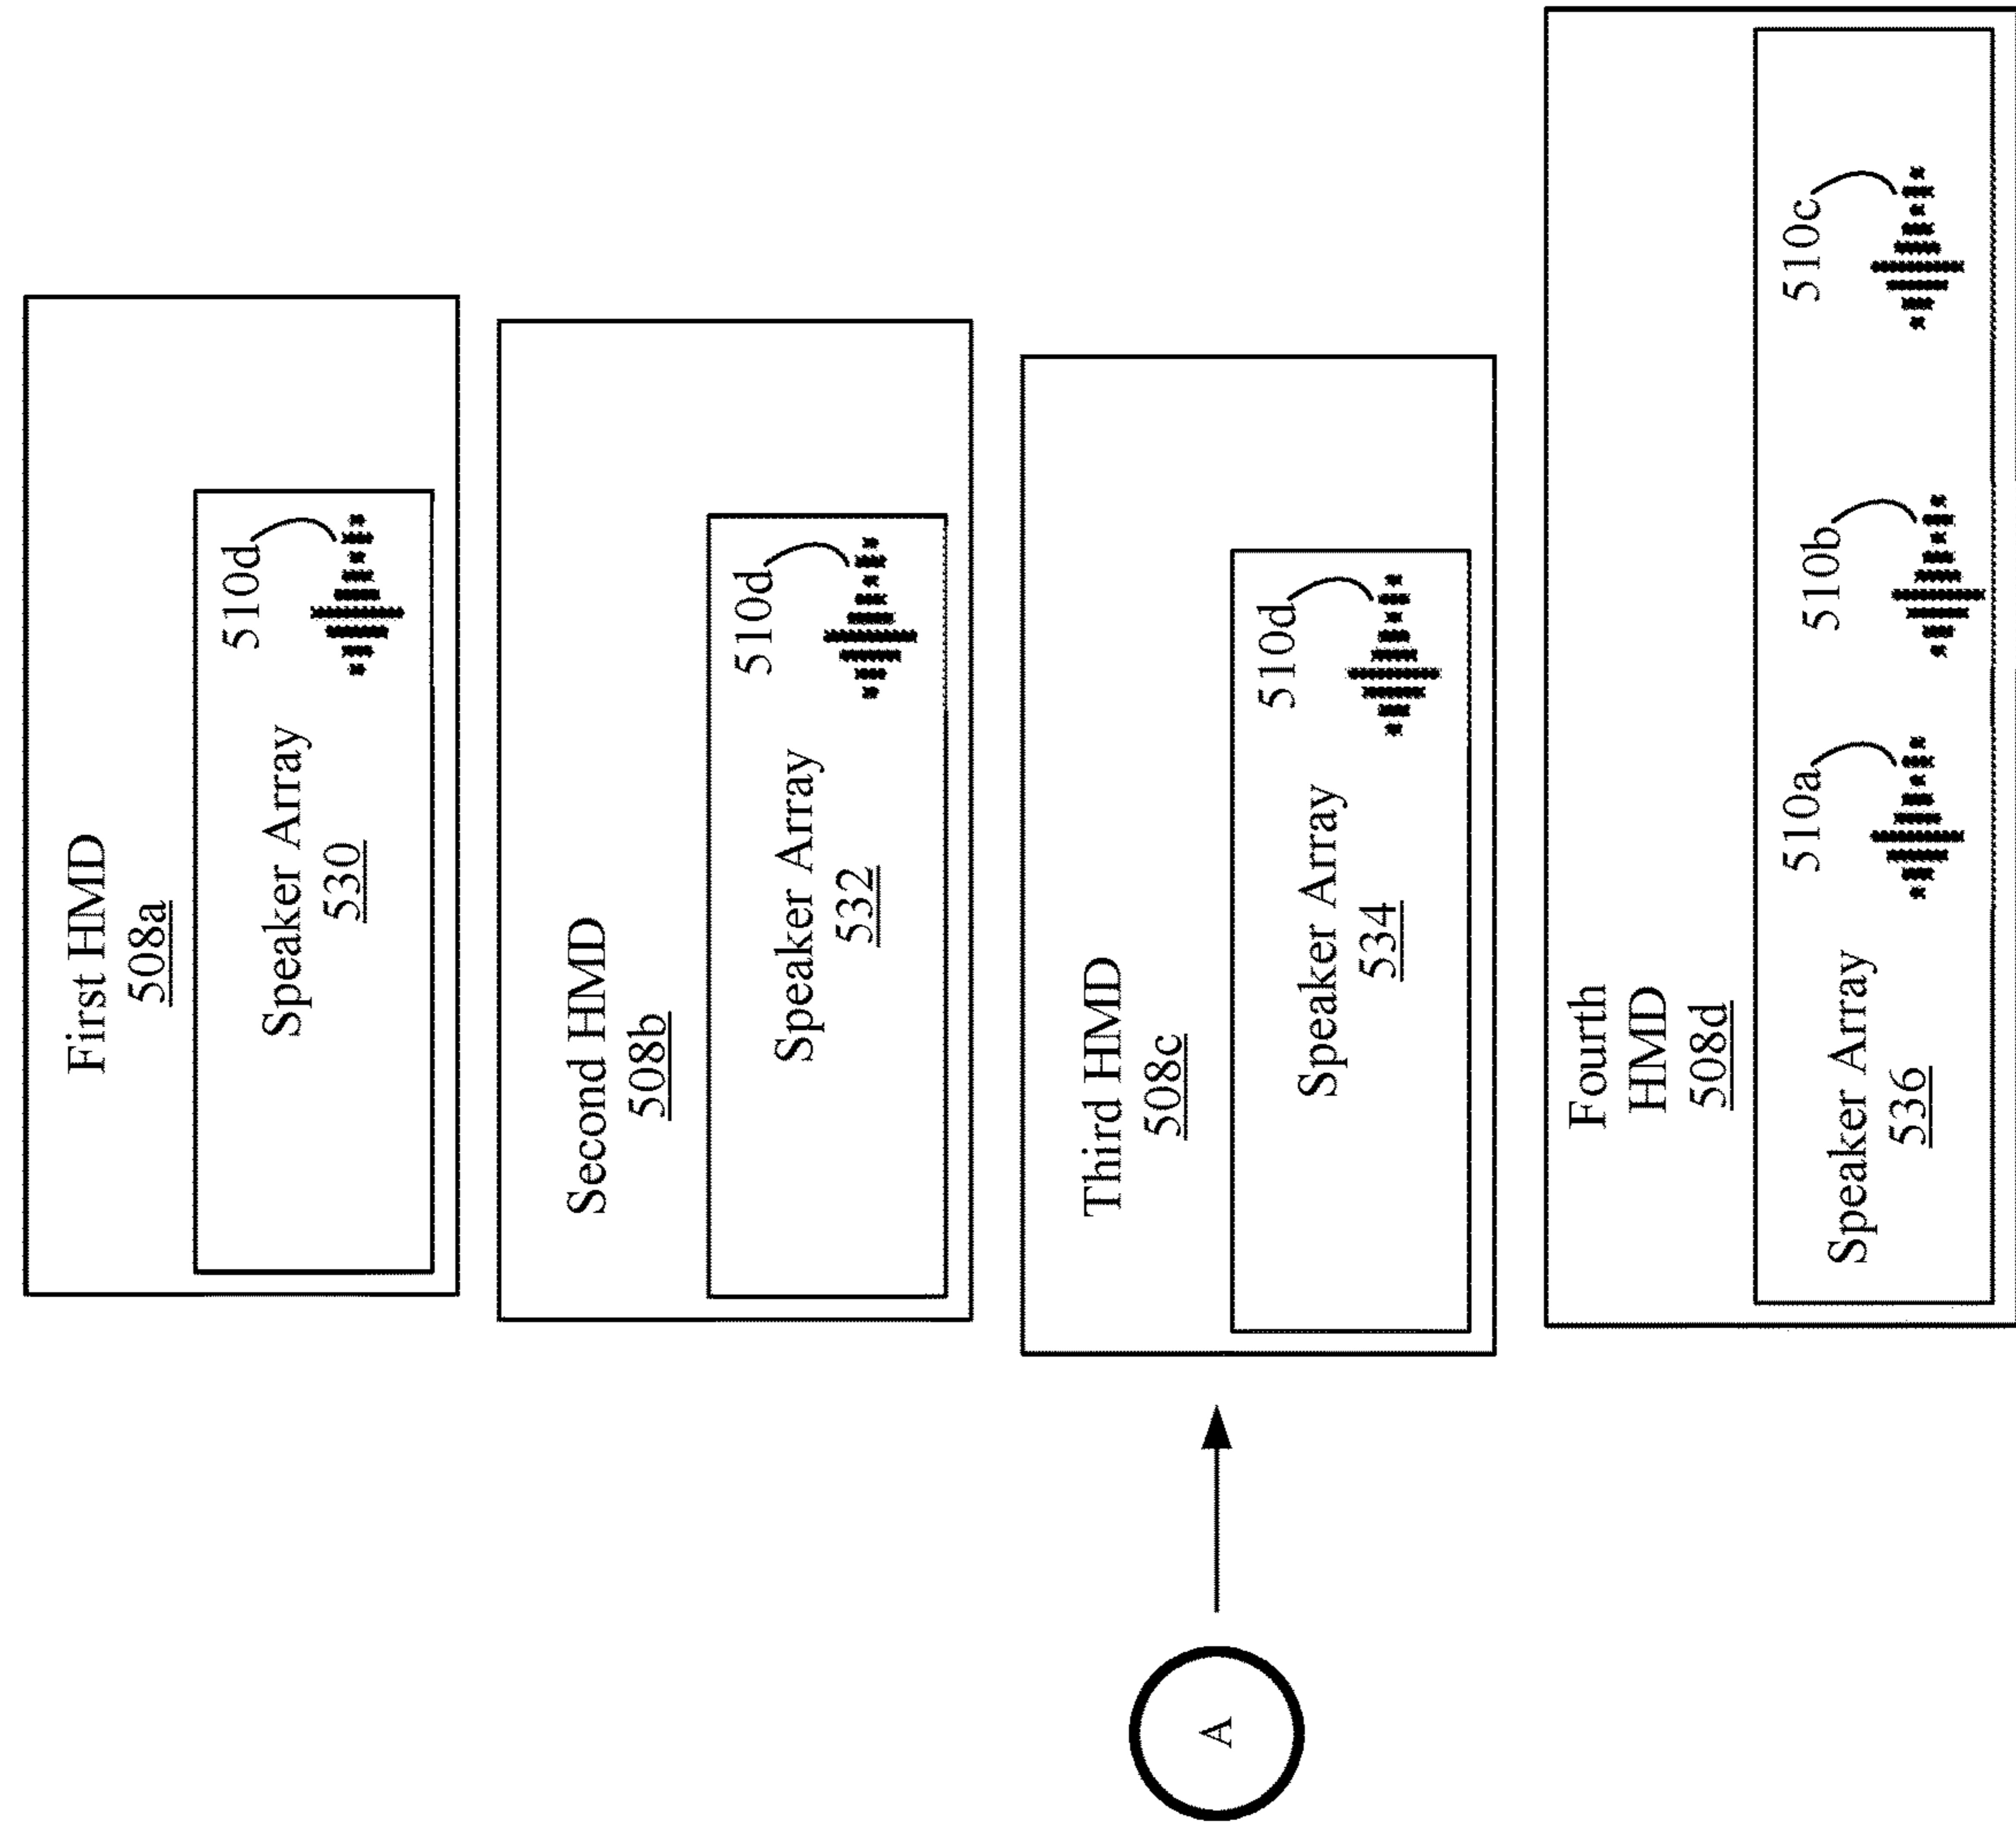 First HMD
508a
Speaker Array
530
510d
Second HMD
508b
Speaker Array
532
510d
A
Third HMD
508c
Speaker Array
534
510d
Fourth
HMD
508d
Speaker Array
536
510a
510b
510c